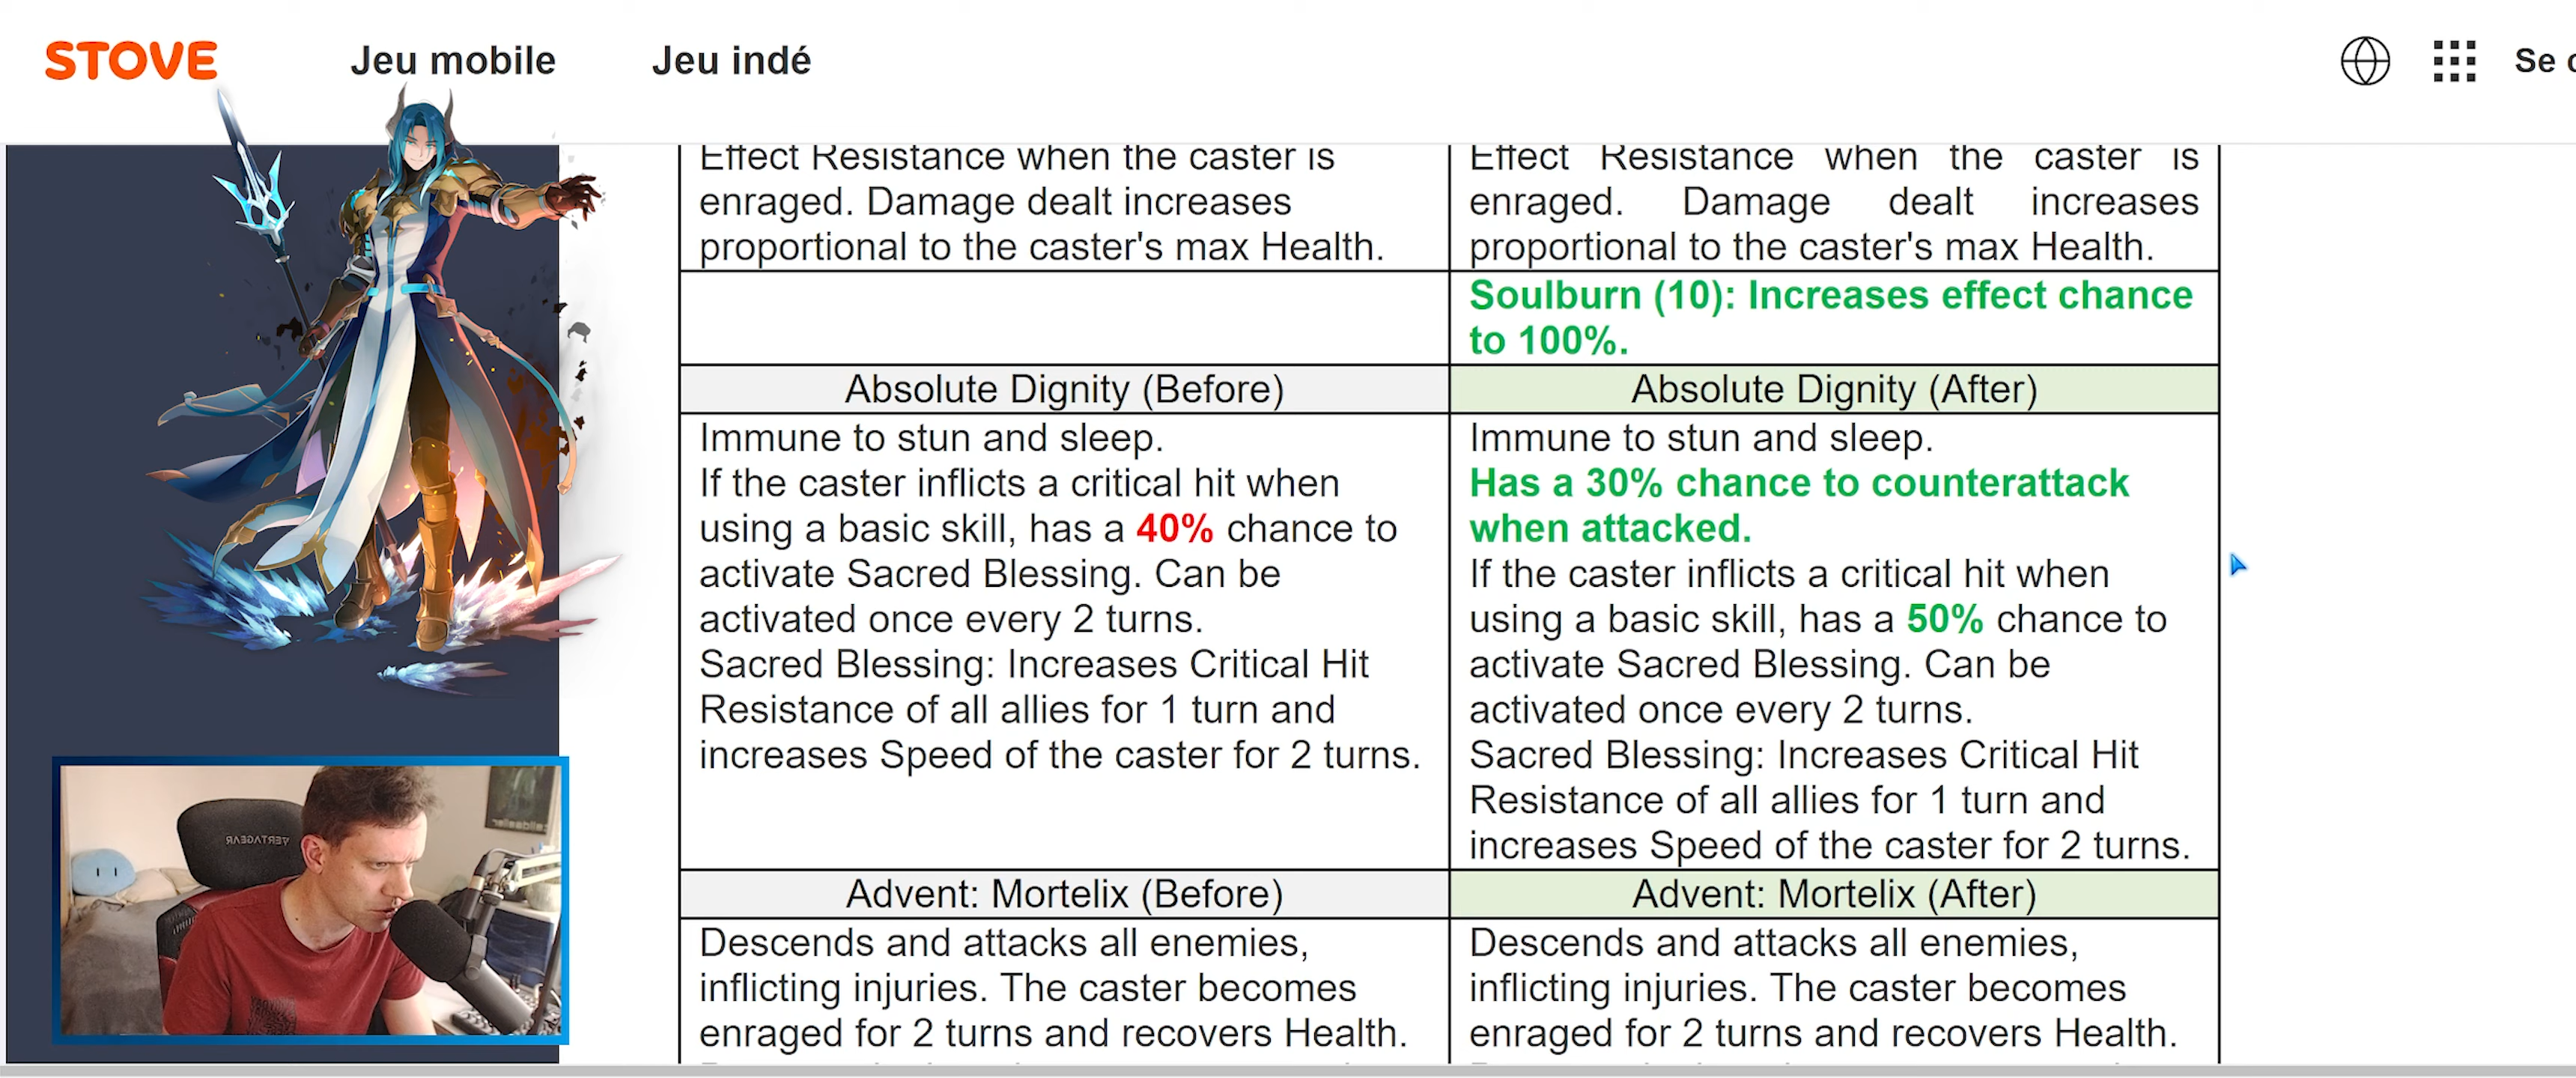 STOVE
Jeu mobile
Jeu indé
Effect Resistance when the caster is
enraged. Damage dealt increases
proportional to the caster's max Health.
Effect Resistance when the caster is
enraged. Damage dealt increases
proportional to the caster's max Health.
Soulburn (10): Increases effect chance
to 100%.
Absolute Dignity (Before)
Absolute Dignity (After)
Immune to stun and sleep.
If the caster inflicts a critical hit when
using a basic skill, has a 40% chance to
activate Sacred Blessing. Can be
activated once every 2 turns.
Sacred Blessing: Increases Critical Hit
Resistance of all allies for 1 turn and
increases Speed of the caster for 2 turns.
Immune to stun and sleep.
Has a 30% chance to counterattack
when attacked.
If the caster inflicts a critical hit when
using a basic skill, has a 50% chance to
activate Sacred Blessing. Can be
activated once every 2 turns.
Sacred Blessing: Increases Critical Hit
Resistance of all allies for 1 turn and
increases Speed of the caster for 2 turns.
Advent: Mortelix (Before)
Advent: Mortelix (After)
Descends and attacks all enemies,
inflicting injuries. The caster becomes
enraged for 2 turns and recovers Health.
Descends and attacks all enemies,
inflicting injuries. The caster becomes
enraged for 2 turns and recovers Health.
VERTAGEAR